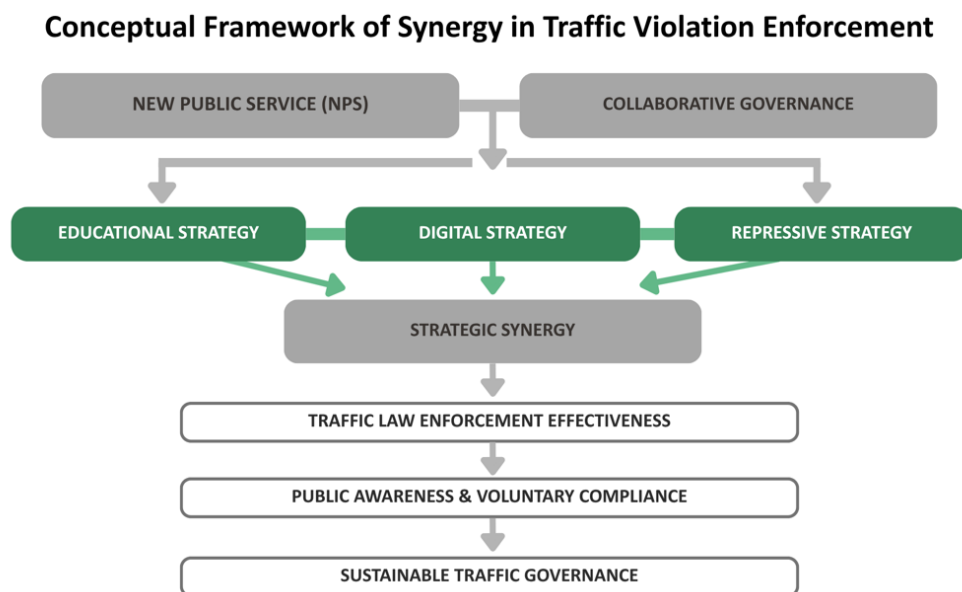 Conceptual Framework of Synergy in Traffic Violation Enforcement
NEW PUBLIC SERVICE (NPS)
COLLABORATIVE GOVERNANCE
EDUCATIONAL STRATEGY
DIGITAL STRATEGY
REPRESSIVE STRATEGY
STRATEGIC SYNERGY
TRAFFIC LAW ENFORCEMENT EFFECTIVENESS
PUBLIC AWARENESS & VOLUNTARY COMPLIANCE
SUSTAINABLE TRAFFIC GOVERNANCE